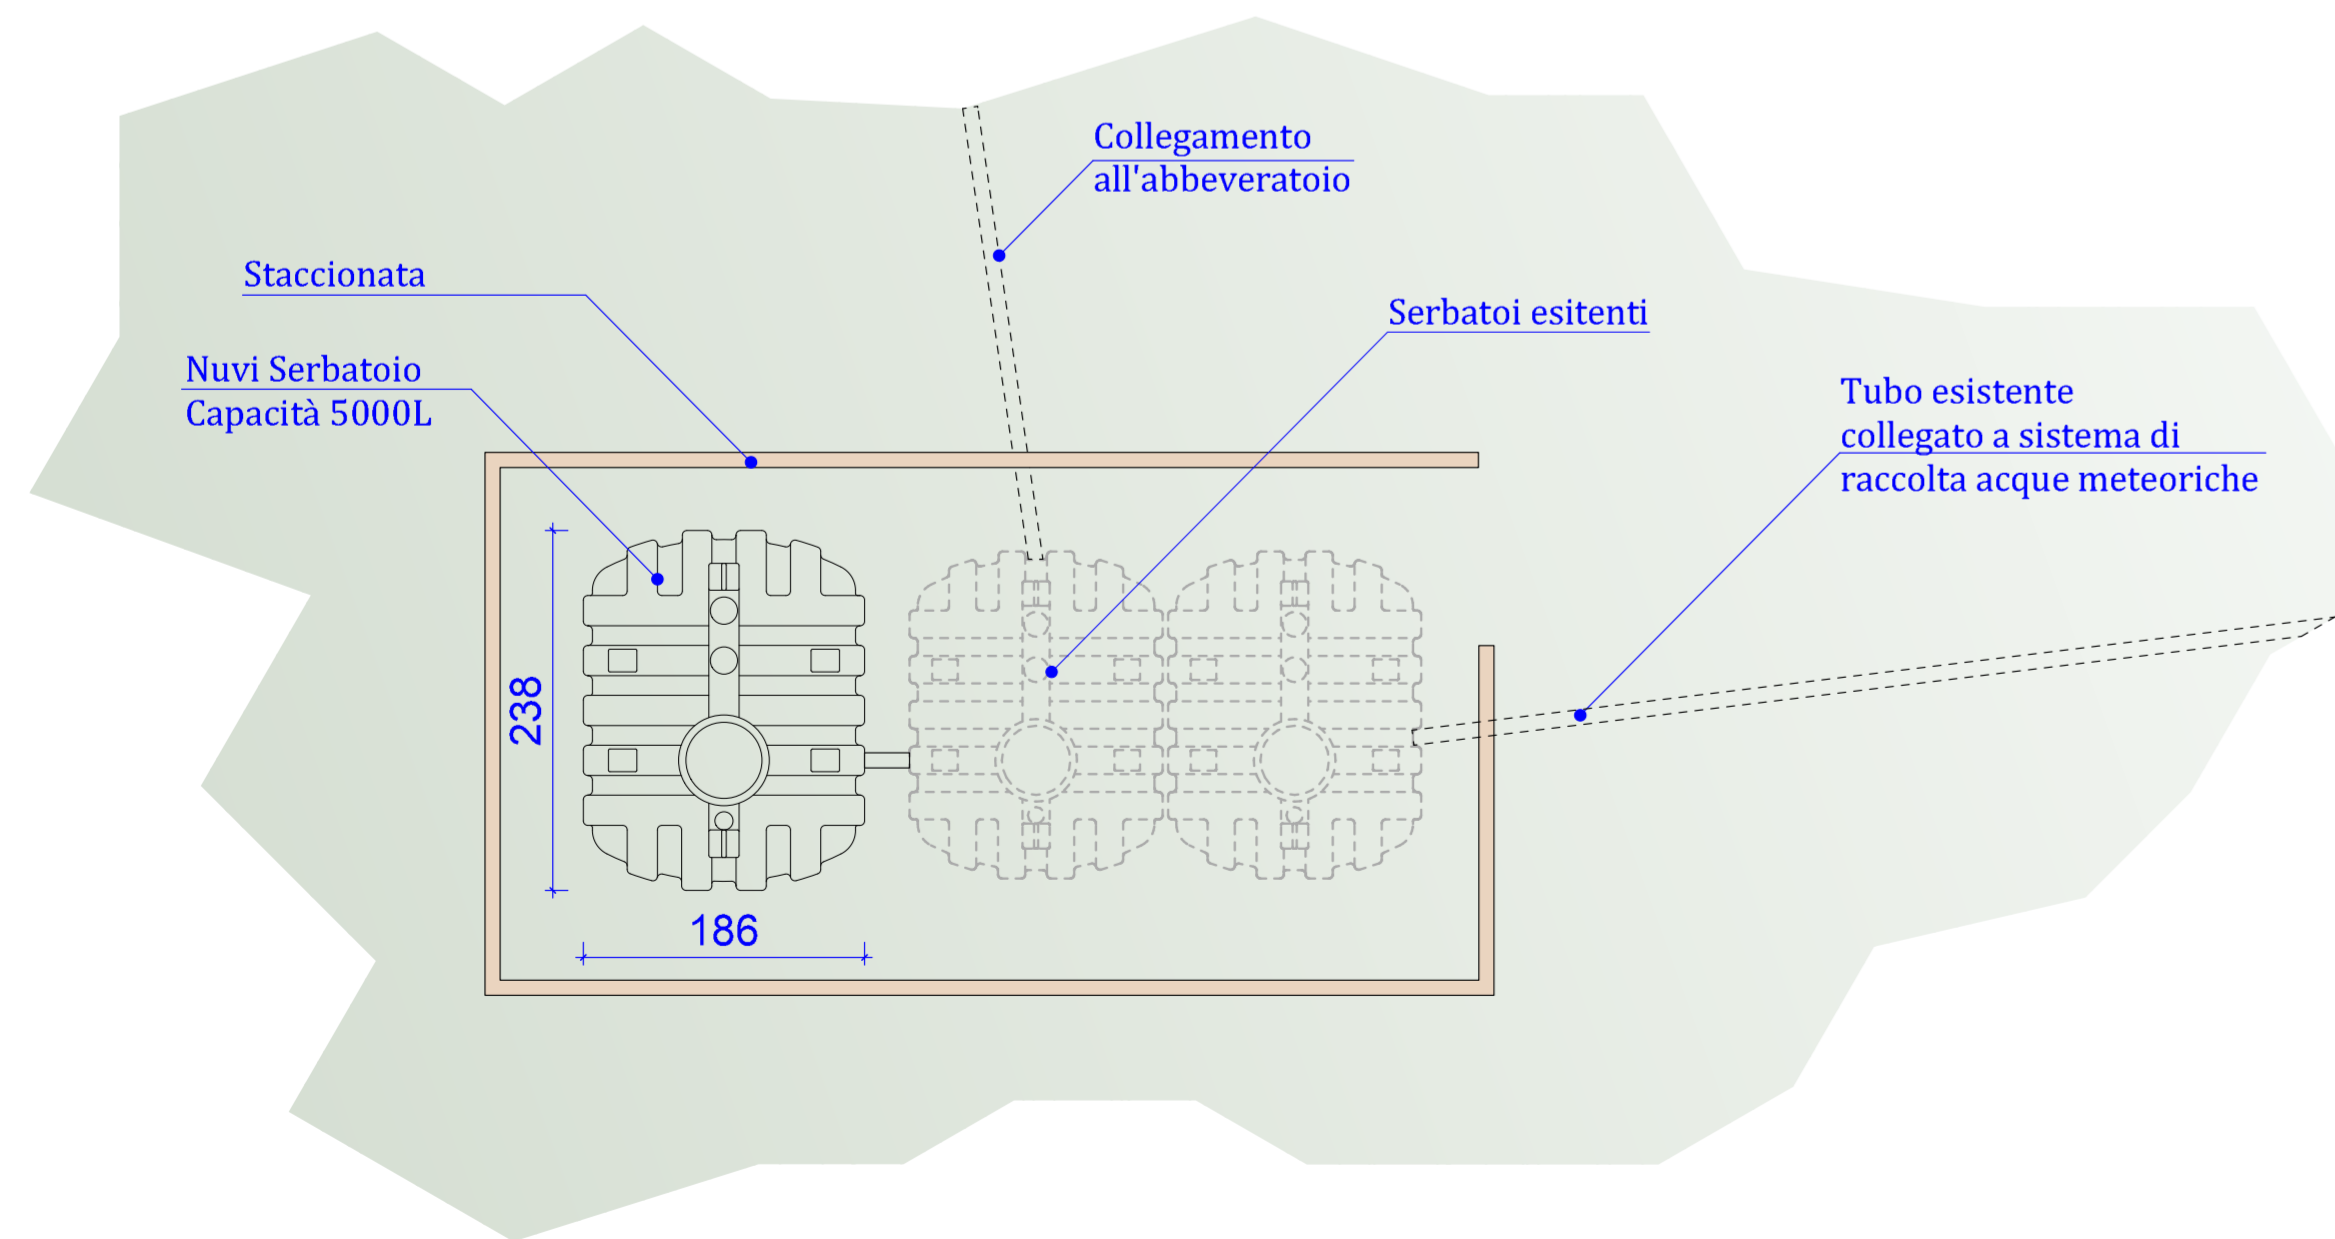 Collegamento
all'abbeveratoio
Staccionata
Serbatoi esitenti
Nuvi Serbatoio
Capacità 5000L
Tubo esistente
collegato a sistema di
raccolta acque meteoriche
238
186